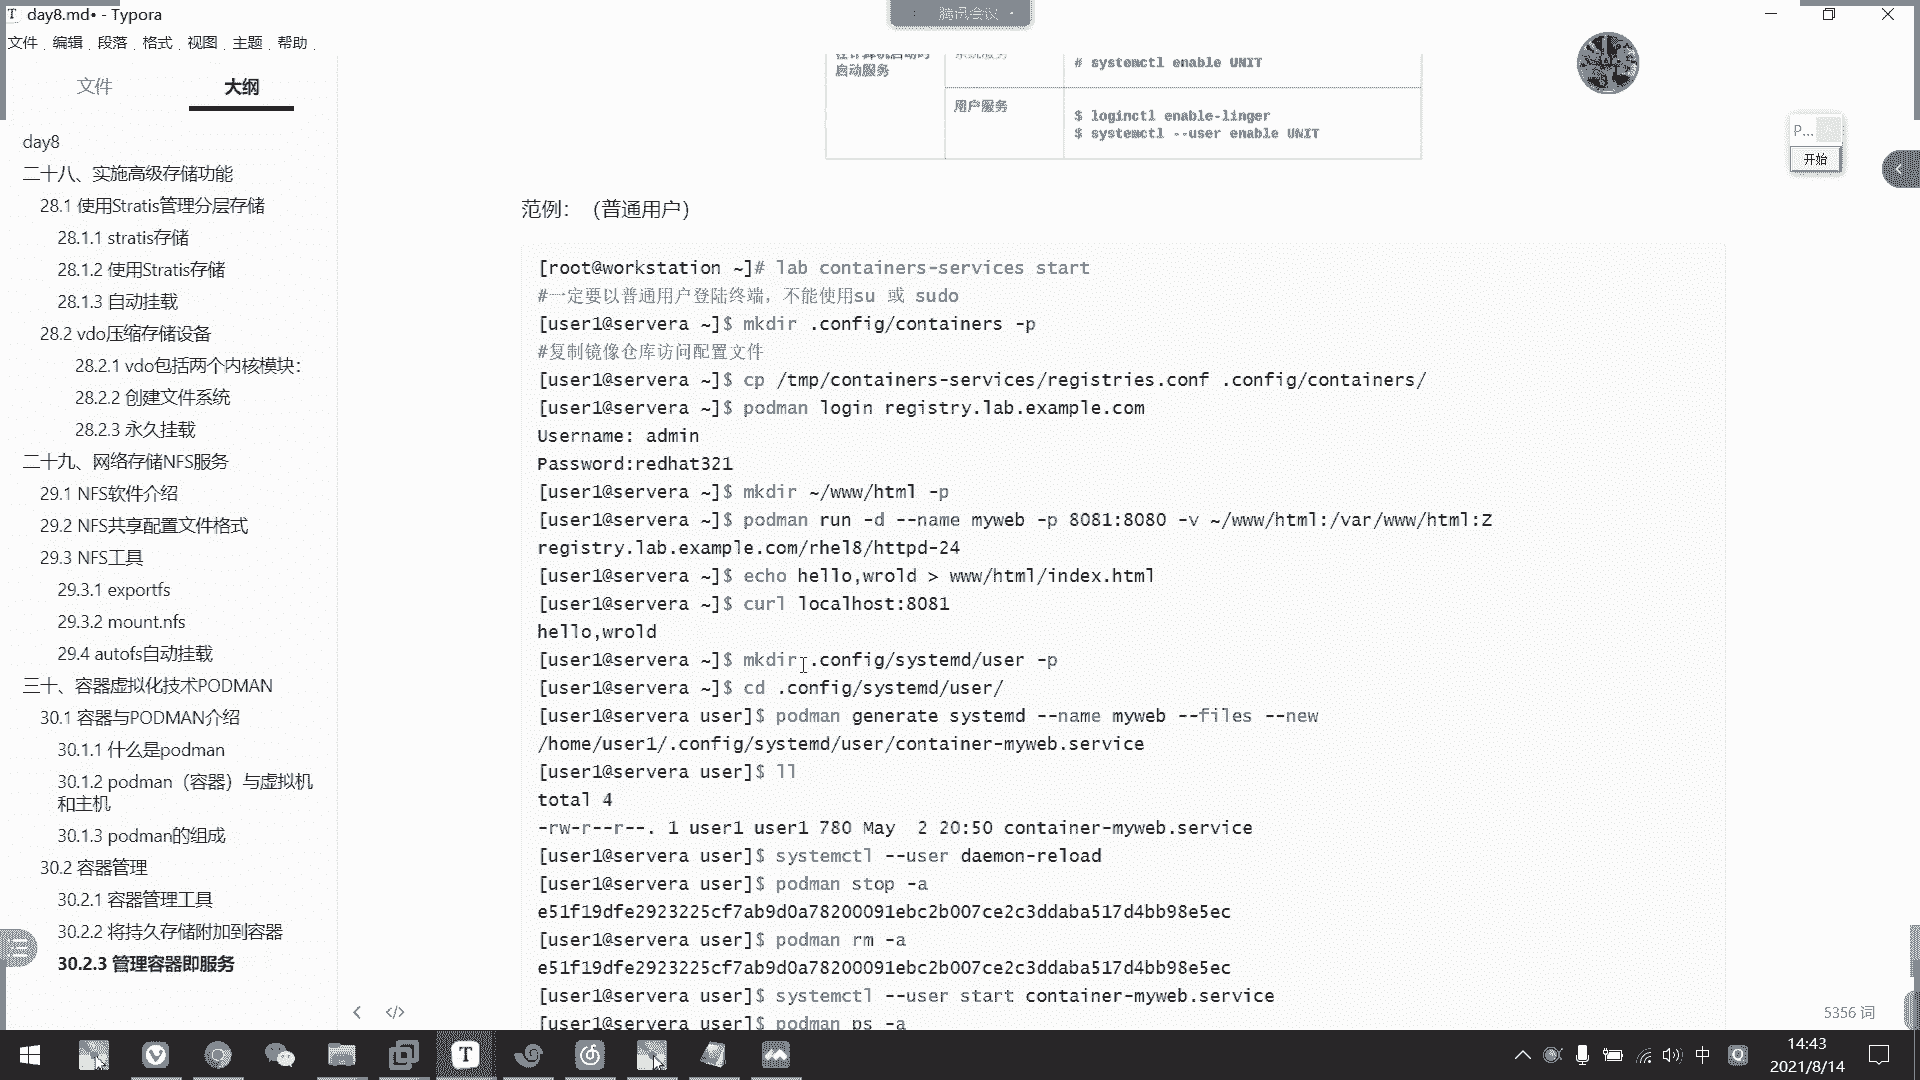 day8.md• - Typora
腾讯会议
文件 编辑 段落 格式 视图 主题 帮助
文件 大纲
day8
二十八、实施高级存储功能
28.1 使用Stratis管理分层存储
28.1.1 stratis存储
28.1.2 使用Stratis存储
28.1.3 自动挂载
28.2 vdo压缩存储设备
28.2.1 vdo包括两个内核模块：
28.2.2 创建文件系统
28.2.3 永久挂载
二十九、网络存储NFS服务
29.1 NFS软件介绍
29.2 NFS共享配置文件格式
29.3 NFS工具
29.3.1 exportfs
29.3.2 mount.nfs
29.4 autofs自动挂载
三十、容器虚拟化技术PODMAN
30.1 容器与PODMAN介绍
30.1.1 什么是podman
30.1.2 podman（容器）与虚拟机
和主机
30.1.3 podman的组成
30.2 容器管理
30.2.1 容器管理工具
30.2.2 将持久存储附加到容器
30.2.3 管理容器即服务
启动服务
# systemctl enable UNIT
用户服务
$ loginctl enable-linger
$ systemctl --user enable UNIT
P...
开始
范例：（普通用户）
[root@workstation ~]# lab containers-services start
#一定要以普通用户登陆终端，不能使用su 或 sudo
[user1@servera ~]$ mkdir .config/containers -p
#复制镜像仓库访问配置文件
[user1@servera ~]$ cp /tmp/containers-services/registries.conf .config/containers/
[user1@servera ~]$ podman login registry.lab.example.com
Username: admin
Password:redhat321
[user1@servera ~]$ mkdir ~/www/html -p
[user1@servera ~]$ podman run -d --name myweb -p 8081:8080 -v ~/www/html:/var/www/html:Z
registry.lab.example.com/rhel8/httpd-24
[user1@servera ~]$ echo hello,wrold > www/html/index.html
[user1@servera ~]$ curl localhost:8081
hello,wrold
[user1@servera ~]$ mkdir .config/systemd/user -p
[user1@servera ~]$ cd .config/systemd/user/
[user1@servera user]$ podman generate systemd --name myweb --files --new
/home/user1/.config/systemd/user/container-myweb.service
[user1@servera user]$ ll
total 4
-rw-r--r--. 1 user1 user1 780 May  2 20:50 container-myweb.service
[user1@servera user]$ systemctl --user daemon-reload
[user1@servera user]$ podman stop -a
e51f19dfe2923225cf7ab9d0a78200091ebc2b007ce2c3ddaba517d4bb98e5ec
[user1@servera user]$ podman rm -a
e51f19dfe2923225cf7ab9d0a78200091ebc2b007ce2c3ddaba517d4bb98e5ec
[user1@servera user]$ systemctl --user start container-myweb.service
[user1@servera user]$ podman ps -a
5356 词
中
14:43
2021/8/14